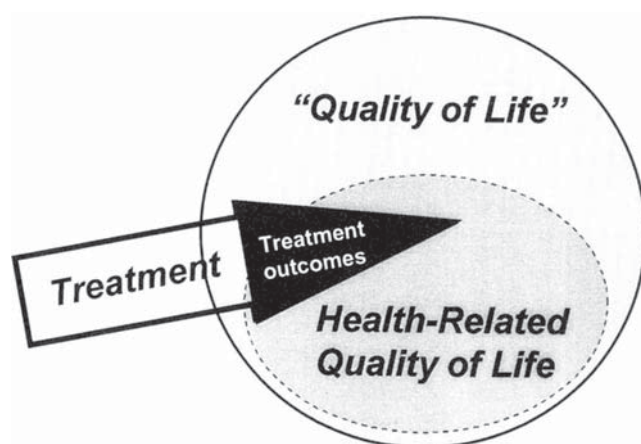 “Quality of Life”
Treatment
Treatment
outcomes
Health-Related
Quality of Life